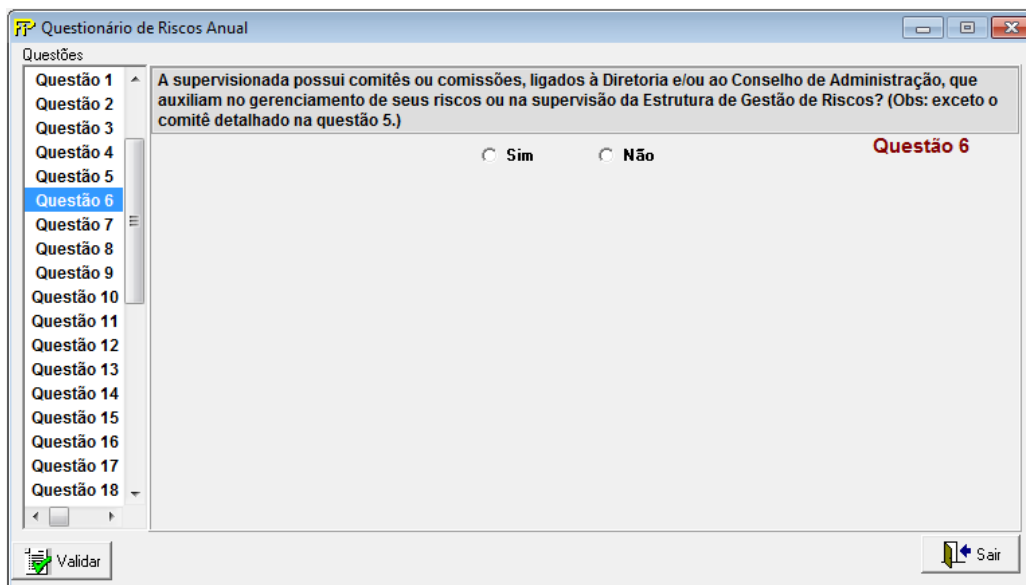 FIP Questionário de Riscos Anual
Questões
Questão 1
Questão 2
Questão 3
Questão 4
Questão 5
Questão 6
Questão 7
Questão 8
Questão 9
Questão 10
Questão 11
Questão 12
Questão 13
Questão 14
Questão 15
Questão 16
Questão 17
Questão 18
A supervisionada possui comitês ou comissões, ligados à Diretoria e/ou ao Conselho de Administração, que
auxiliam no gerenciamento de seus riscos ou na supervisão da Estrutura de Gestão de Riscos? (Obs: exceto o
comitê detalhado na questão 5.)
Sim Não
Questão 6
Validar
Sair